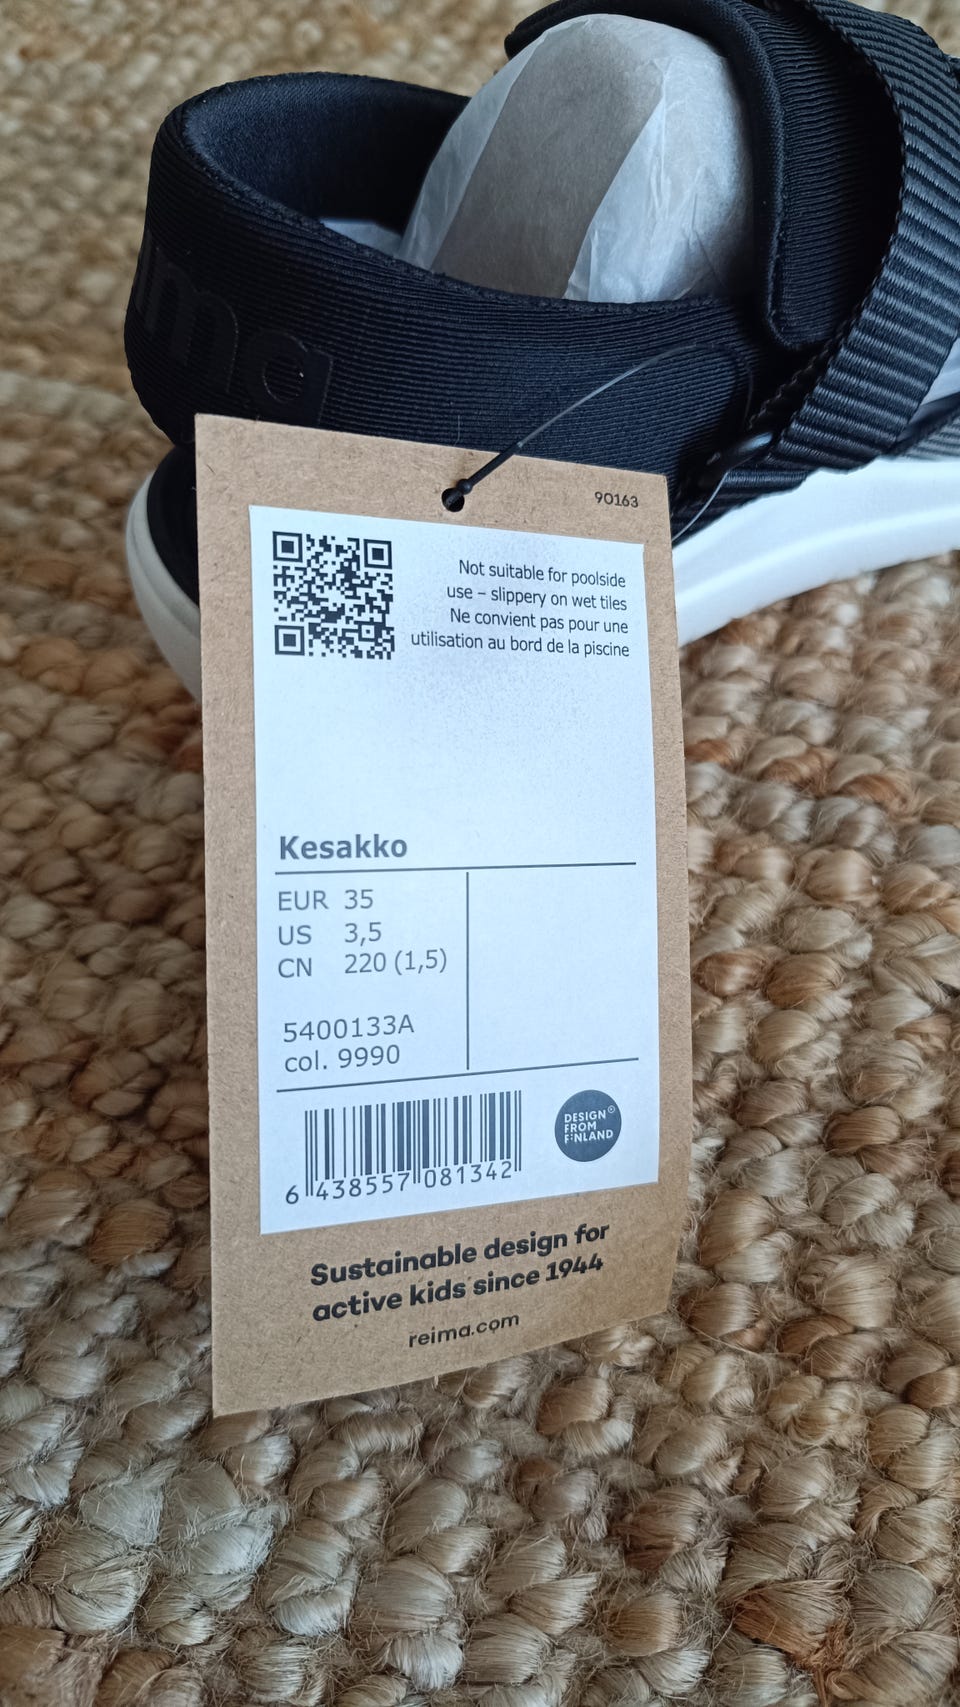 ma
90163
Not suitable for poolside
use – slippery on wet tiles
Ne convient pas pour une
utilisation au bord de la piscine
Kesakko
EUR 35
US 3,5
CN 220 (1,5)
5400133A
col. 9990
6 438557 081342
DESIGN
FROM
FINLAND
Sustainable design for
active kids since 1944
reima.com